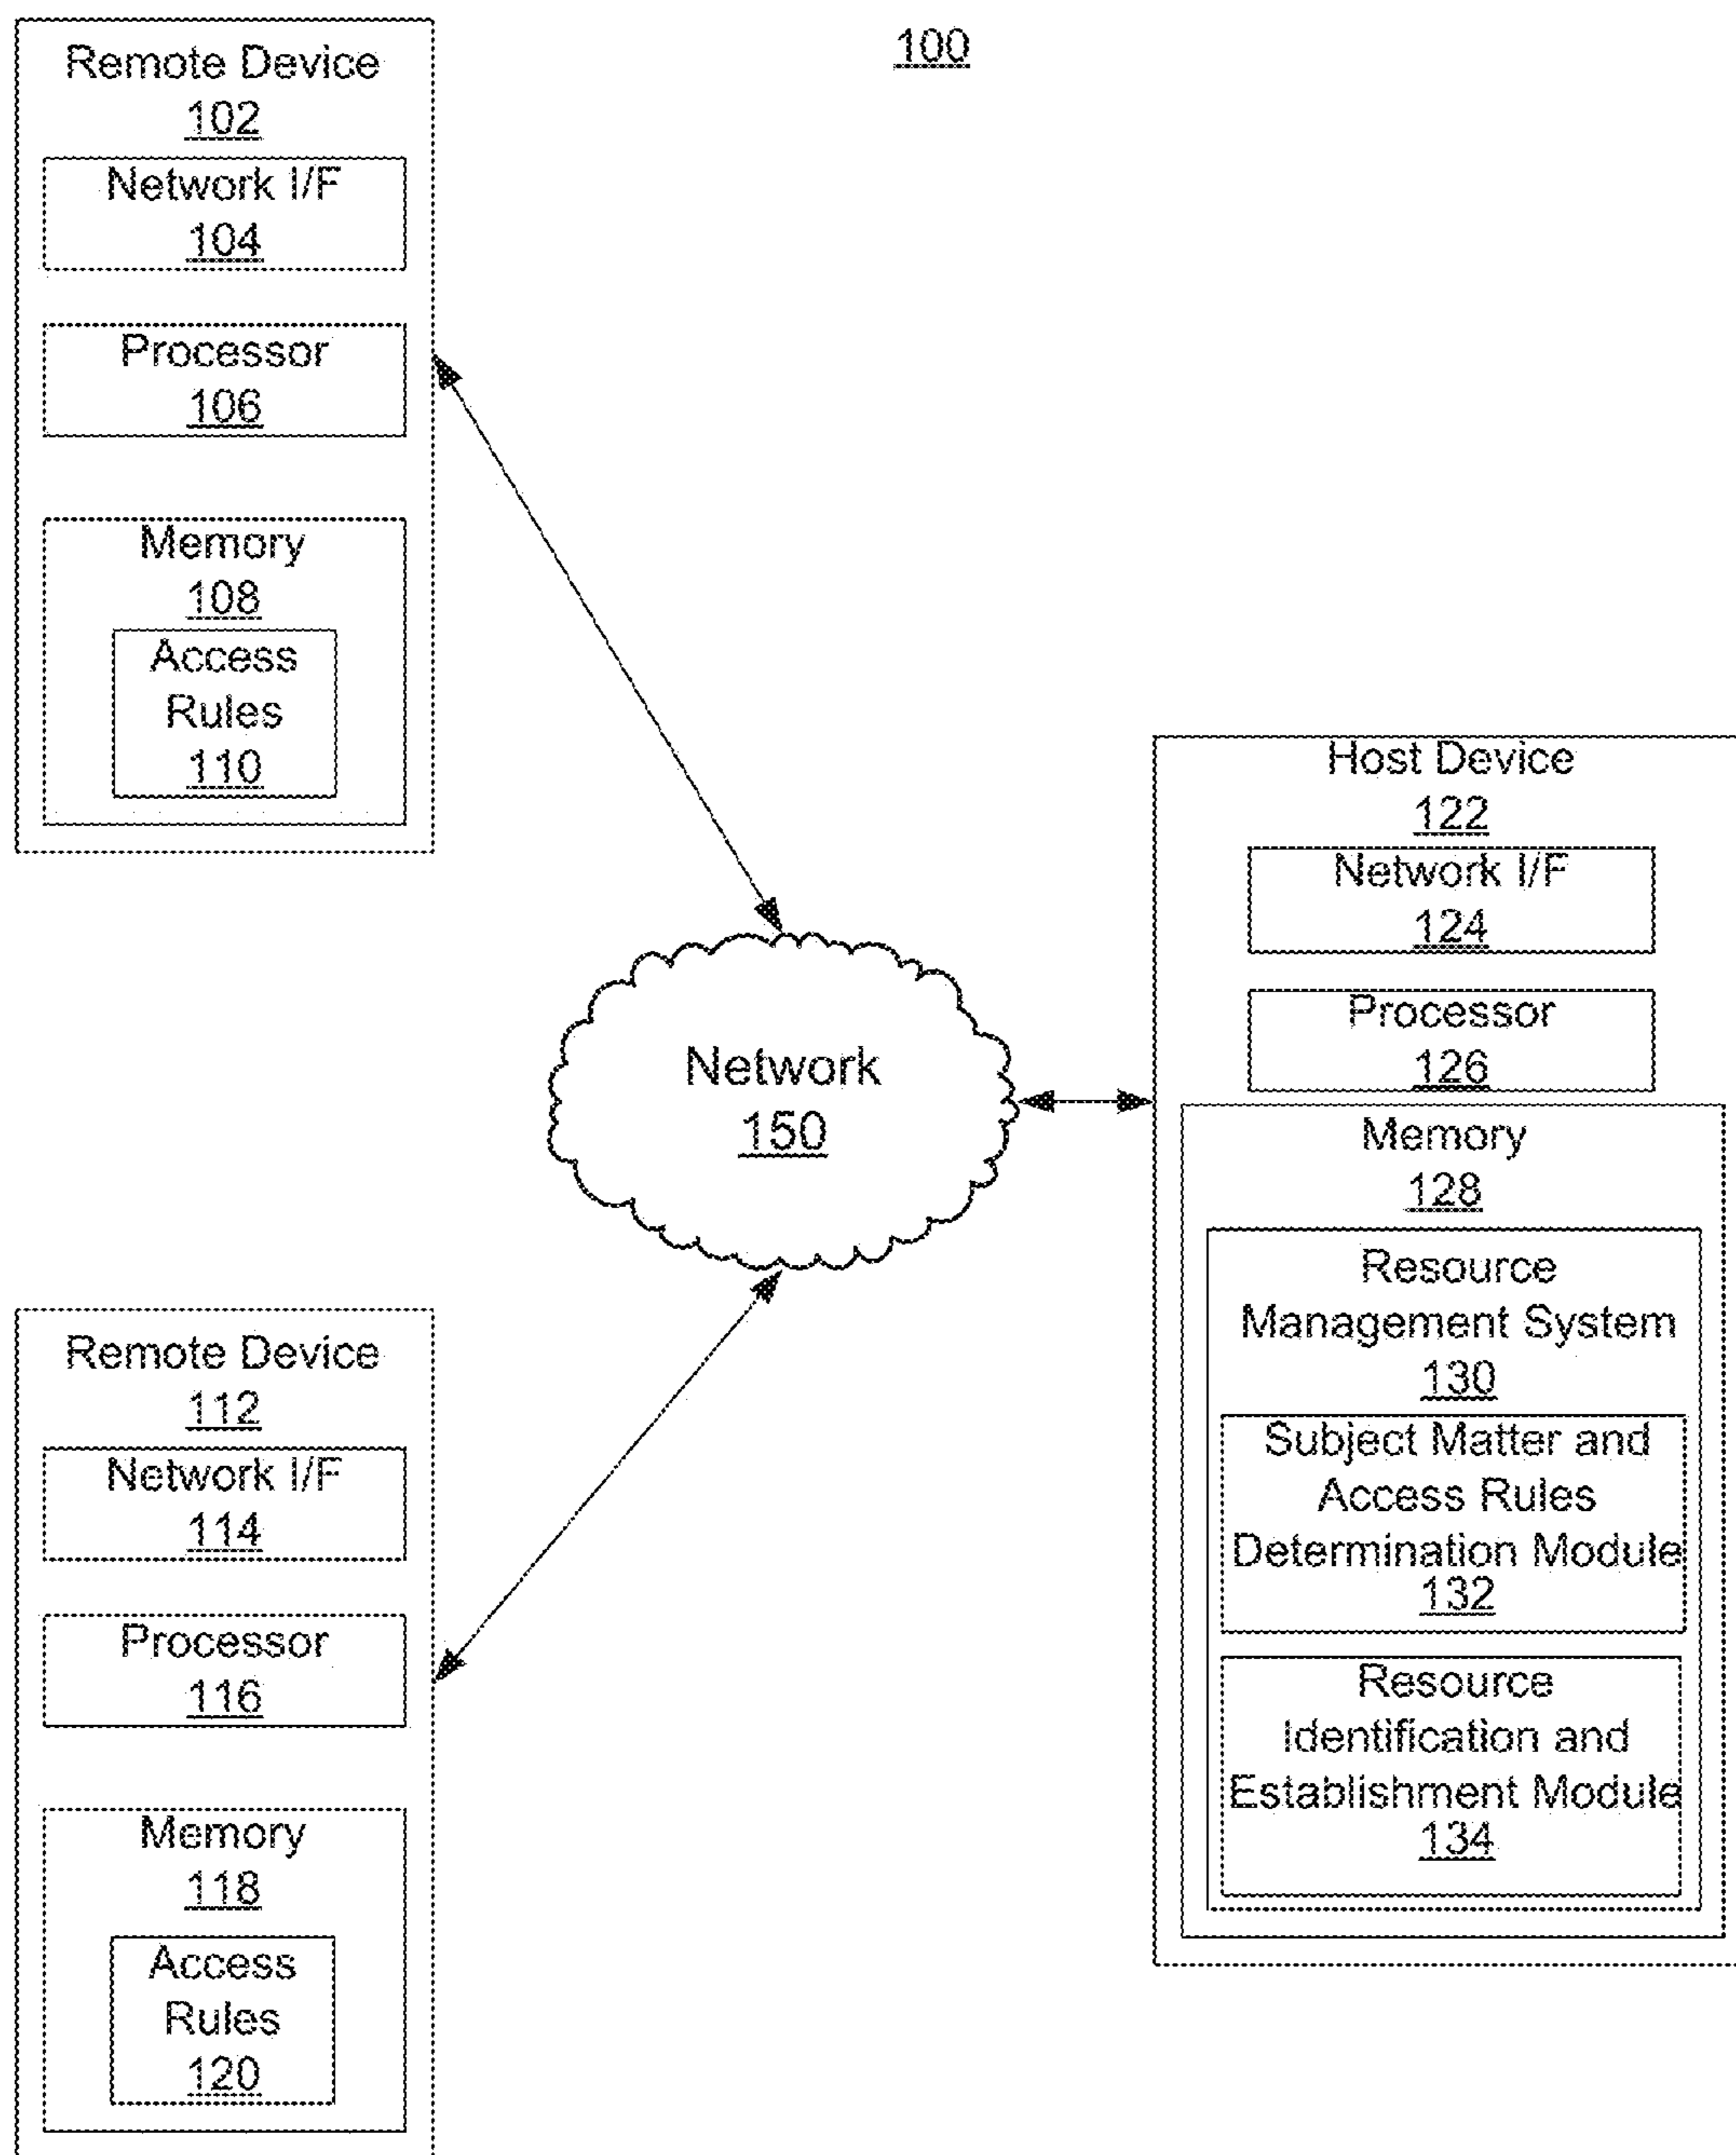 100
Remote Device
102
Network I/F
104
Processor
106
Memory
108
Access
Rules
110
Network
150
Host Device
122
Network I/F
124
Processor
126
Memory
128
Resource
Management System
130
Subject Matter and
Access Rules
Determination Module
132
Resource
Identification and
Establishment Module
134
Remote Device
112
Network I/F
114
Processor
116
Memory
118
Access
Rules
120